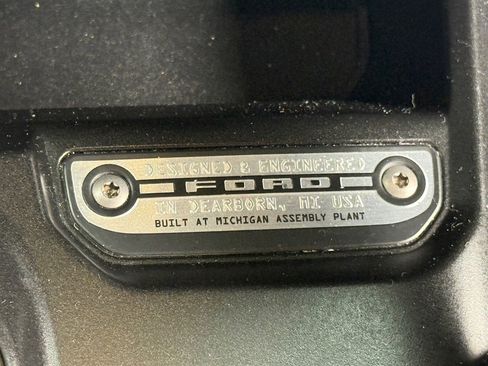 DESIGNED & ENGINEERED
FORD
IN DEARBORN, MI USA
BUILT AT MICHIGAN ASSEMBLY PLANT